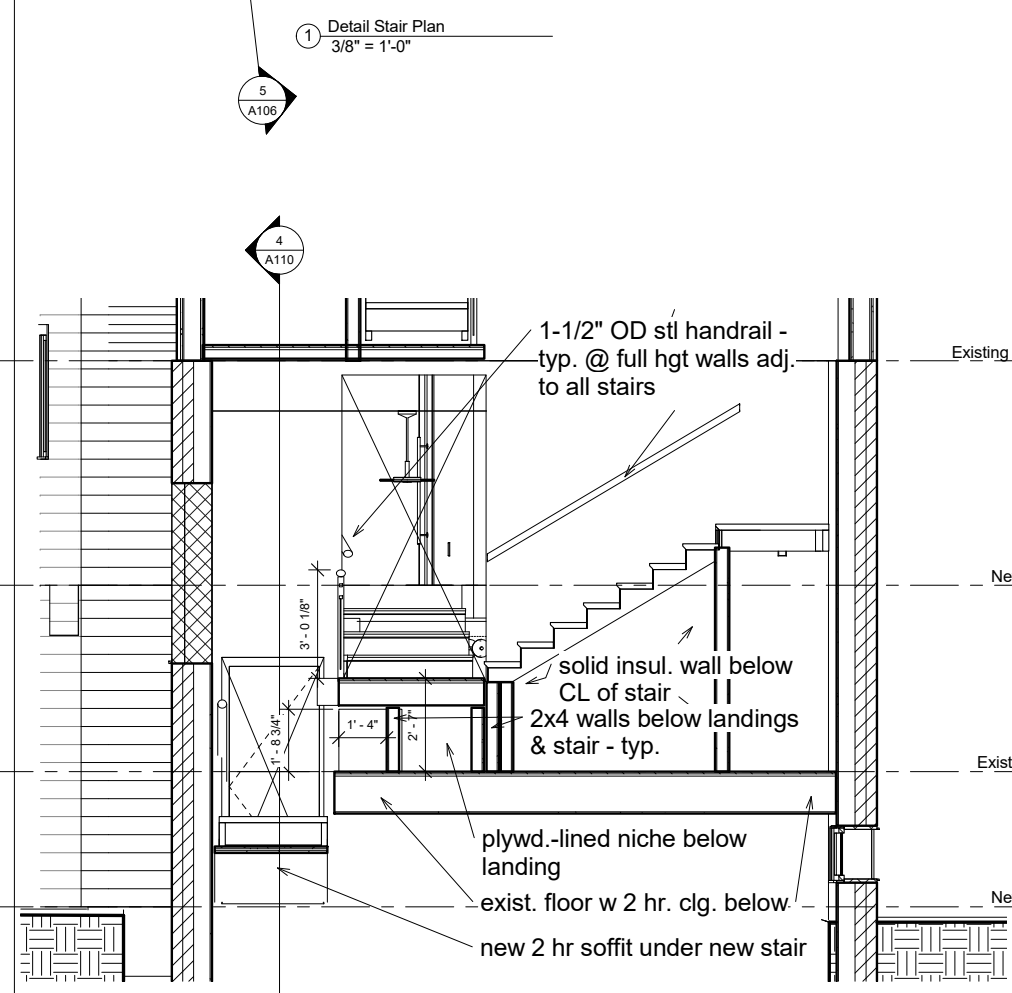 1
Detail Stair Plan
3/8" = 1'-0"
5
A106
4
A110
1-1/2" OD stl handrail -
typ. @ full hgt walls adj.
to all stairs
Existing
Ne
3' - 0 1/8"
solid insul. wall below
CL of stair
1' - 4"
2' - 7"
1' - 8 3/4"
2x4 walls below landings
& stair - typ.
Exist
plywd.-lined niche below
landing
exist. floor w 2 hr. clg. below
Ne
new 2 hr soffit under new stair